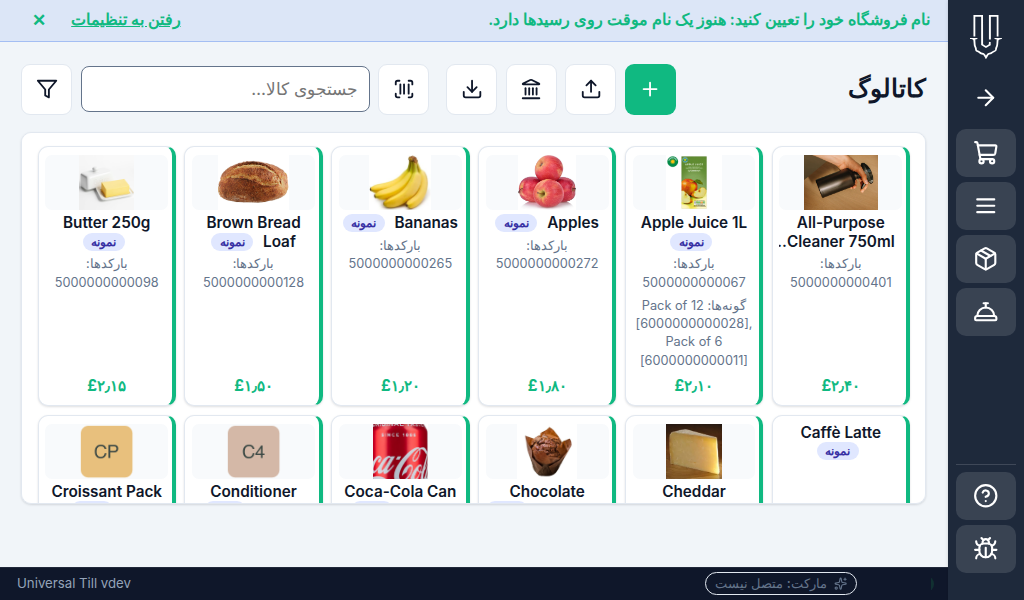 نام فروشگاه خود را تعیین کنید: هنوز یک نام موقت روی رسیدها دارد.
رفتن به تنظیمات
×
کاتالوگ
جستجوی کالا...
All-Purpose
Cleaner 750ml..
بارکدها:
5000000000401
£۲٫۴۰
Apple Juice 1L
نمونه
بارکدها:
5000000000067
گونه‌ها: Pack of 12
[6000000000028],
Pack of 6
[6000000000011]
£۲٫۱۰
Apples
نمونه
بارکدها:
5000000000272
£۱٫۸۰
Bananas
نمونه
بارکدها:
5000000000265
£۱٫۲۰
Brown Bread
Loaf
نمونه
بارکدها:
5000000000128
£۱٫۵۰
Butter 250g
نمونه
بارکدها:
5000000000098
£۲٫۱۵
Caffè Latte
نمونه
Cheddar
Chocolate
Coca-Cola Can
C4
Conditioner
CP
Croissant Pack
مارکت: متصل نیست
Universal Till vdev